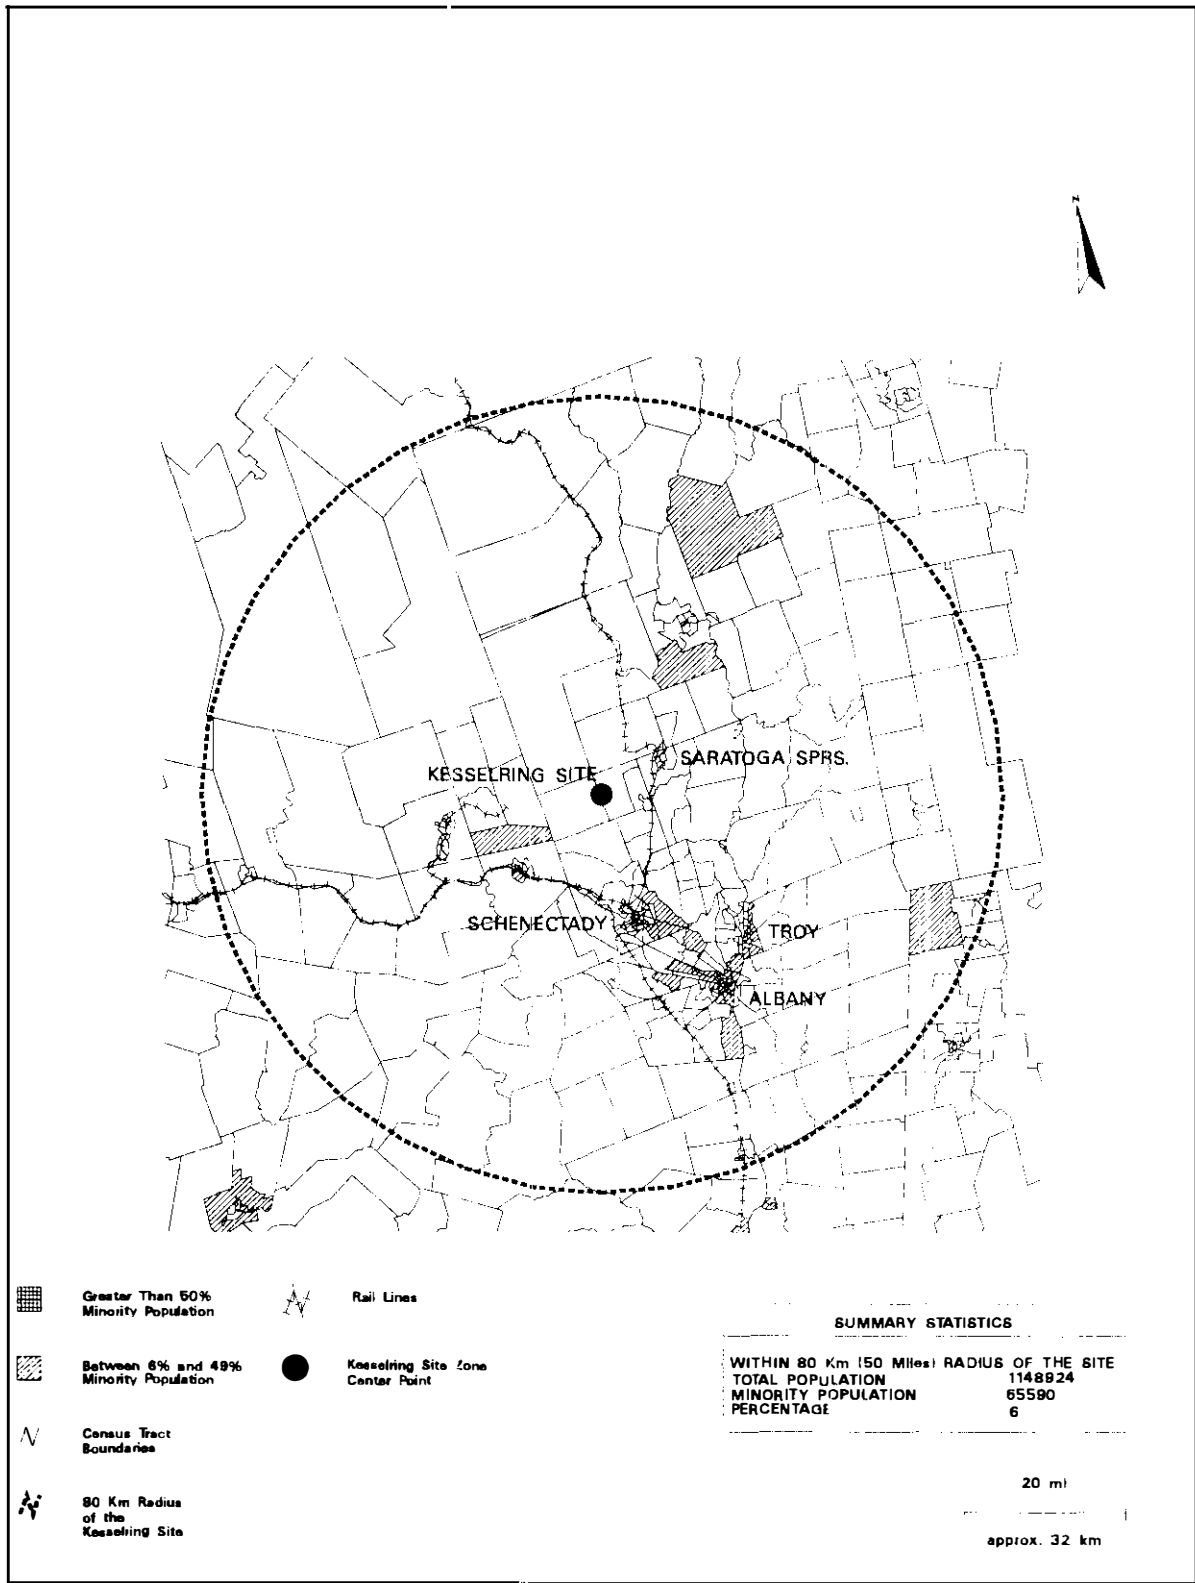 N
SARATOGA SPRS.
KESSELRING SITE
SCHENECTADY
TROY
ALBANY
Greater Than 50%
Minority Population
Rail Lines
Between 6% and 49%
Minority Population
Kesselring Site Zone
Center Point
Census Tract
Boundaries
80 Km Radius
of the
Kesselring Site
SUMMARY STATISTICS
WITHIN 80 Km (50 Miles) RADIUS OF THE SITE
TOTAL POPULATION 1148924
MINORITY POPULATION 65590
PERCENTAGE 6
20 mi
approx. 32 km